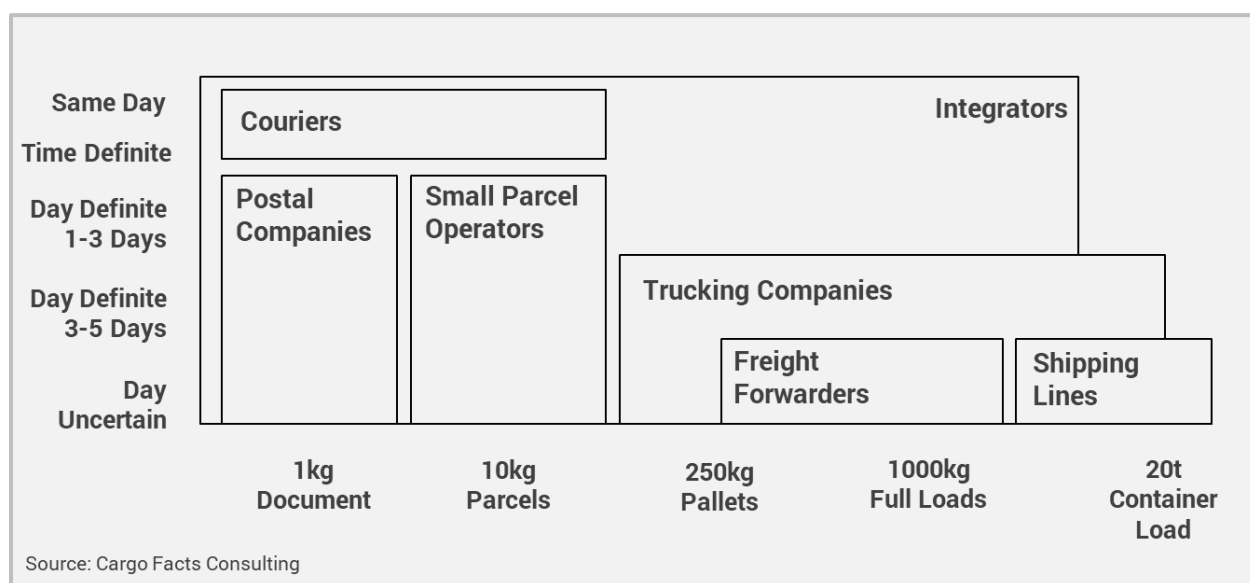 Same Day
Time Definite
Day Definite
1-3 Days
Day Definite
3-5 Days
Day
Uncertain
Couriers
Integrators
Postal
Companies
Small Parcel
Operators
Trucking Companies
Freight
Forwarders
Shipping
Lines
1kg
Document
10kg
Parcels
250kg
Pallets
1000kg
Full Loads
20t
Container
Load
Source: Cargo Facts Consulting